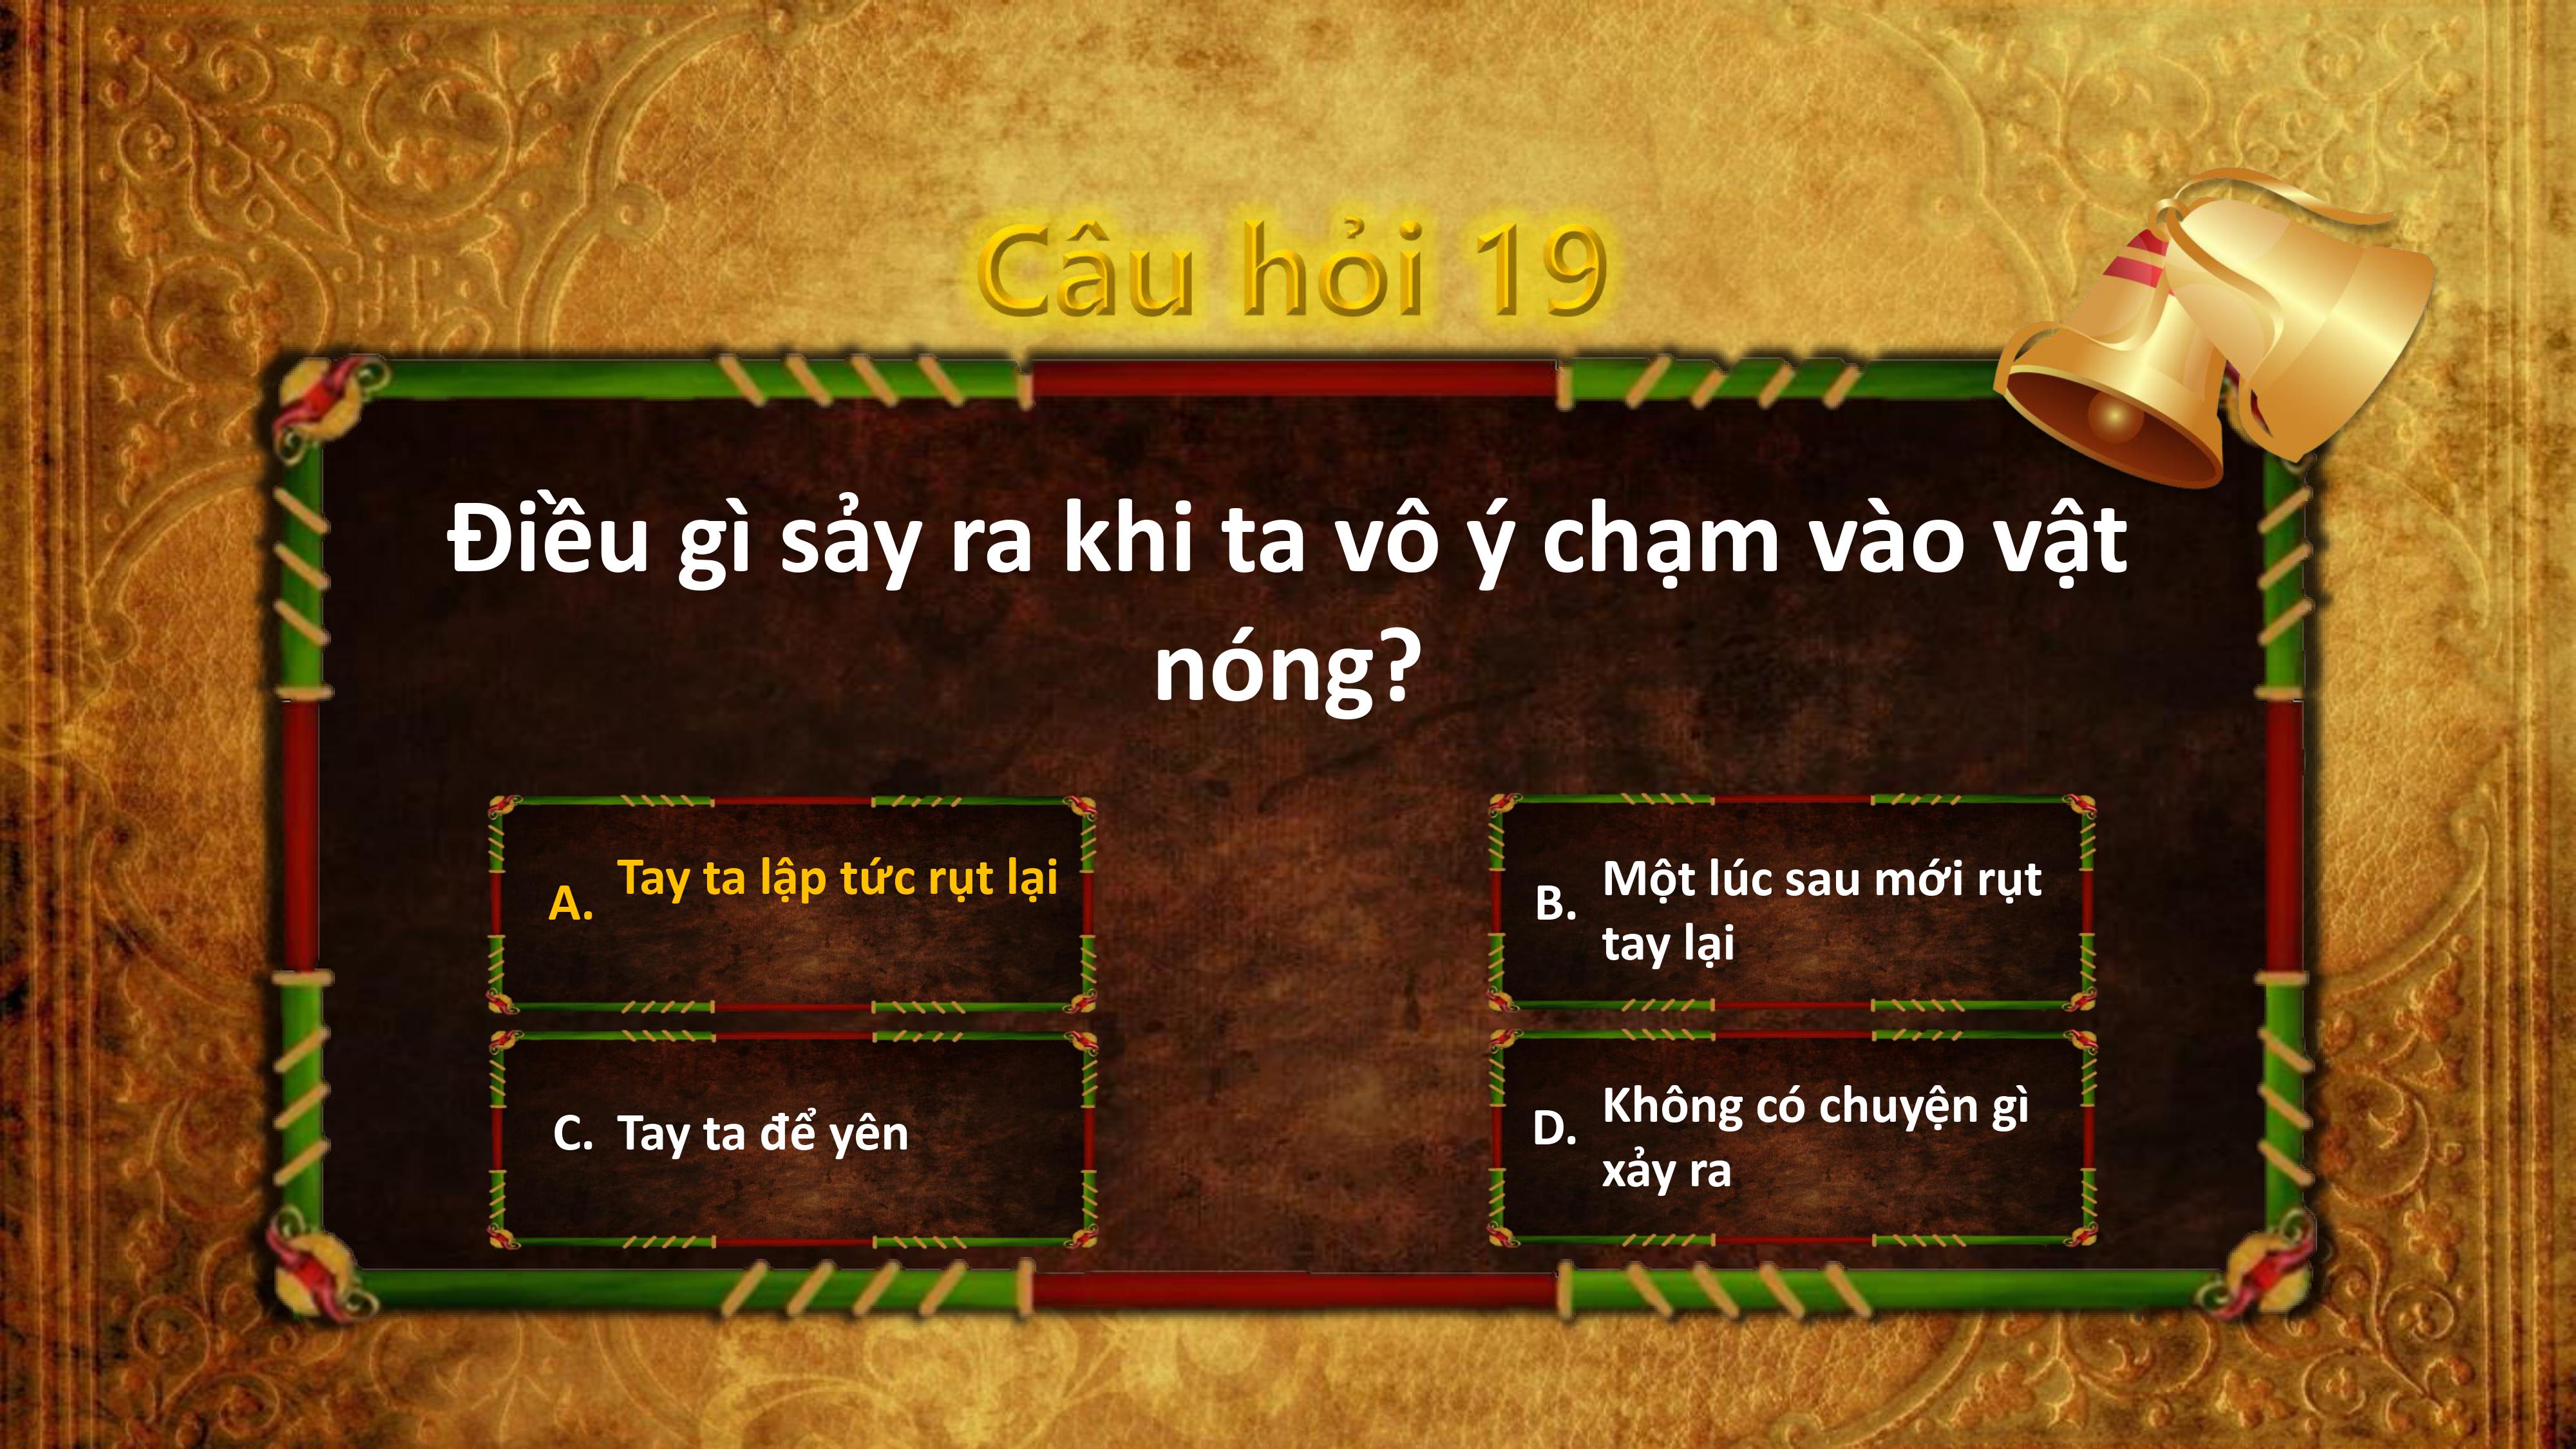 Câu hỏi 19
Điều gì sảy ra khi ta vô ý chạm vào vật
nóng?
A. Tay ta lập tức rụt lại
B. Một lúc sau mới rụt
tay lại
C. Tay ta để yên
D. Không có chuyện gì
xảy ra